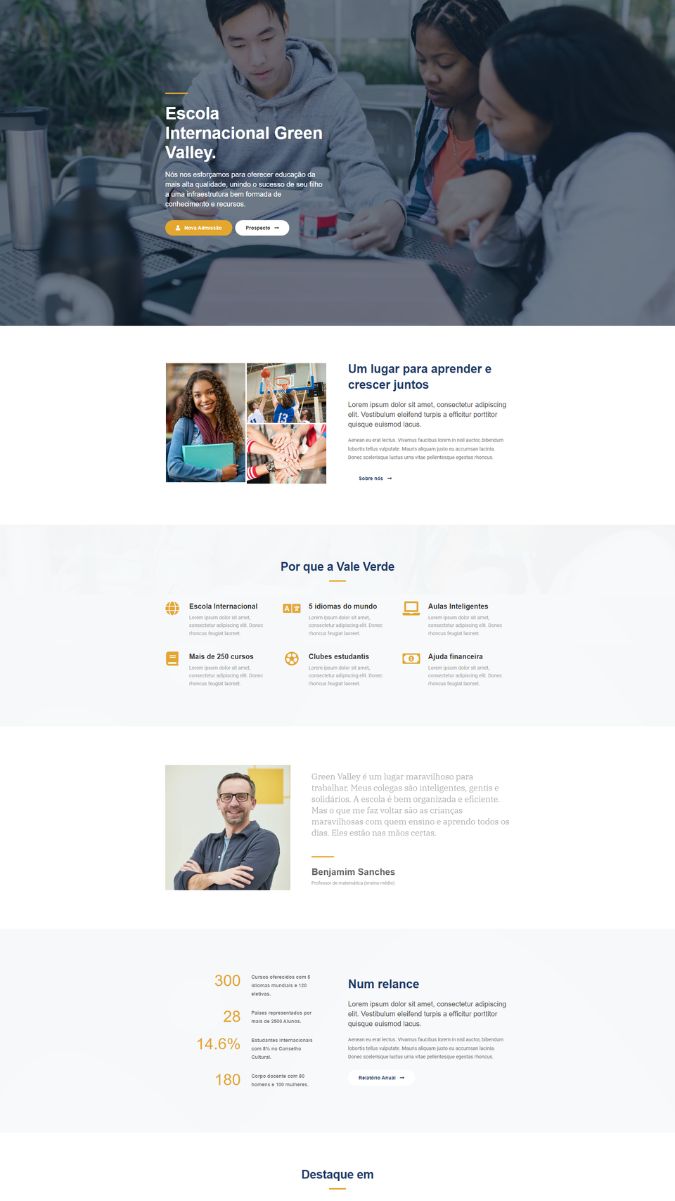 Escola
Internacional Green
Valley.
Nós nos esforçamos para oferecer educação da
mais alta qualidade, unindo o sucesso de seu filho
a uma infraestrutura bem formada de
conhecimento e recursos.
Nova Admissão
Prospecto
Um lugar para aprender e
crescer juntos
Lorem ipsum dolor sit amet, consectetur adipiscing
elit. Vestibulum eleifend turpis a efficitur porttitor
quisque euismod lacus.
Aenean eu erat lectus. Vivamus faucibus lorem in nisl auctor, bibendum
lobortis tellus vulputate. Mauris aliquam justo eu accumsan lacinia.
Donec scelerisque luctus urna vitae pellentesque egestas rhoncus.
Sobre nós
Por que a Vale Verde
Escola Internacional
Lorem ipsum dolor sit amet,
consectetur adipiscing elit. Donec
rhoncus feugiat laoreet.
5 idiomas do mundo
Lorem ipsum dolor sit amet,
consectetur adipiscing elit. Donec
rhoncus feugiat laoreet.
Aulas Inteligentes
Lorem ipsum dolor sit amet,
consectetur adipiscing elit. Donec
rhoncus feugiat laoreet.
Mais de 250 cursos
Lorem ipsum dolor sit amet,
consectetur adipiscing elit. Donec
rhoncus feugiat laoreet.
Clubes estudantis
Lorem ipsum dolor sit amet,
consectetur adipiscing elit. Donec
rhoncus feugiat laoreet.
Ajuda financeira
Lorem ipsum dolor sit amet,
consectetur adipiscing elit. Donec
rhoncus feugiat laoreet.
Green Valley é um lugar maravilhoso para
trabalhar. Meus colegas são inteligentes, gentis e
solidários. A escola é bem organizada e eficiente.
Mas o que me faz voltar são as crianças
maravilhosas com quem ensino e aprendo todos os
dias. Eles estão nas mãos certas.
Benjamim Sanches
Professor de matemática (ensino médio)
300
Cursos oferecidos com 5
idiomas mundiais e 120
eletivas.
28
Países representados por
mais de 2500 Alunos.
14.6%
Estudantes Internacionais
com 8% no Conselho
Cultural.
180
Corpo docente com 80
homens e 100 mulheres.
Num relance
Lorem ipsum dolor sit amet, consectetur adipiscing
elit. Vestibulum eleifend turpis a efficitur porttitor
quisque euismod lacus.
Aenean eu erat lectus. Vivamus faucibus lorem in nisl auctor, bibendum
lobortis tellus vulputate. Mauris aliquam justo eu accumsan lacinia.
Donec scelerisque luctus urna vitae pellentesque egestas rhoncus.
Relatório Anual
Destaque em